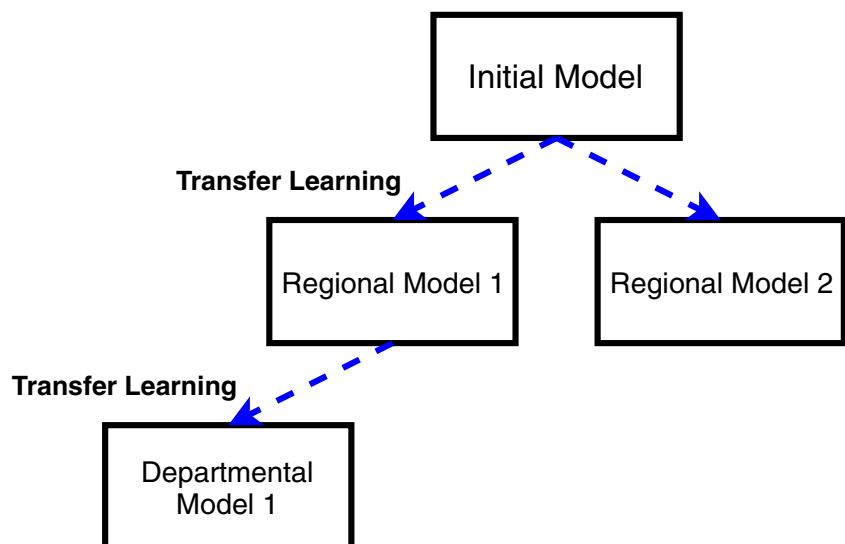 Initial Model
Transfer Learning
Regional Model 1
Regional Model 2
Transfer Learning
Departmental
Model 1